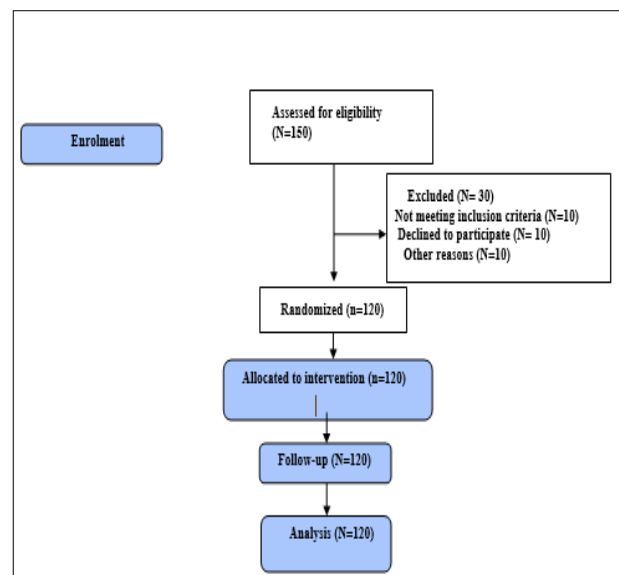 Assessed for eligibility
(N=150)
Enrolment
Excluded (N= 30)
Not meeting inclusion criteria (N=10)
Declined to participate (N= 10)
Other reasons (N=10)
Randomized (n=120)
Allocated to intervention (n=120)
Follow-up (N=120)
Analysis (N=120)